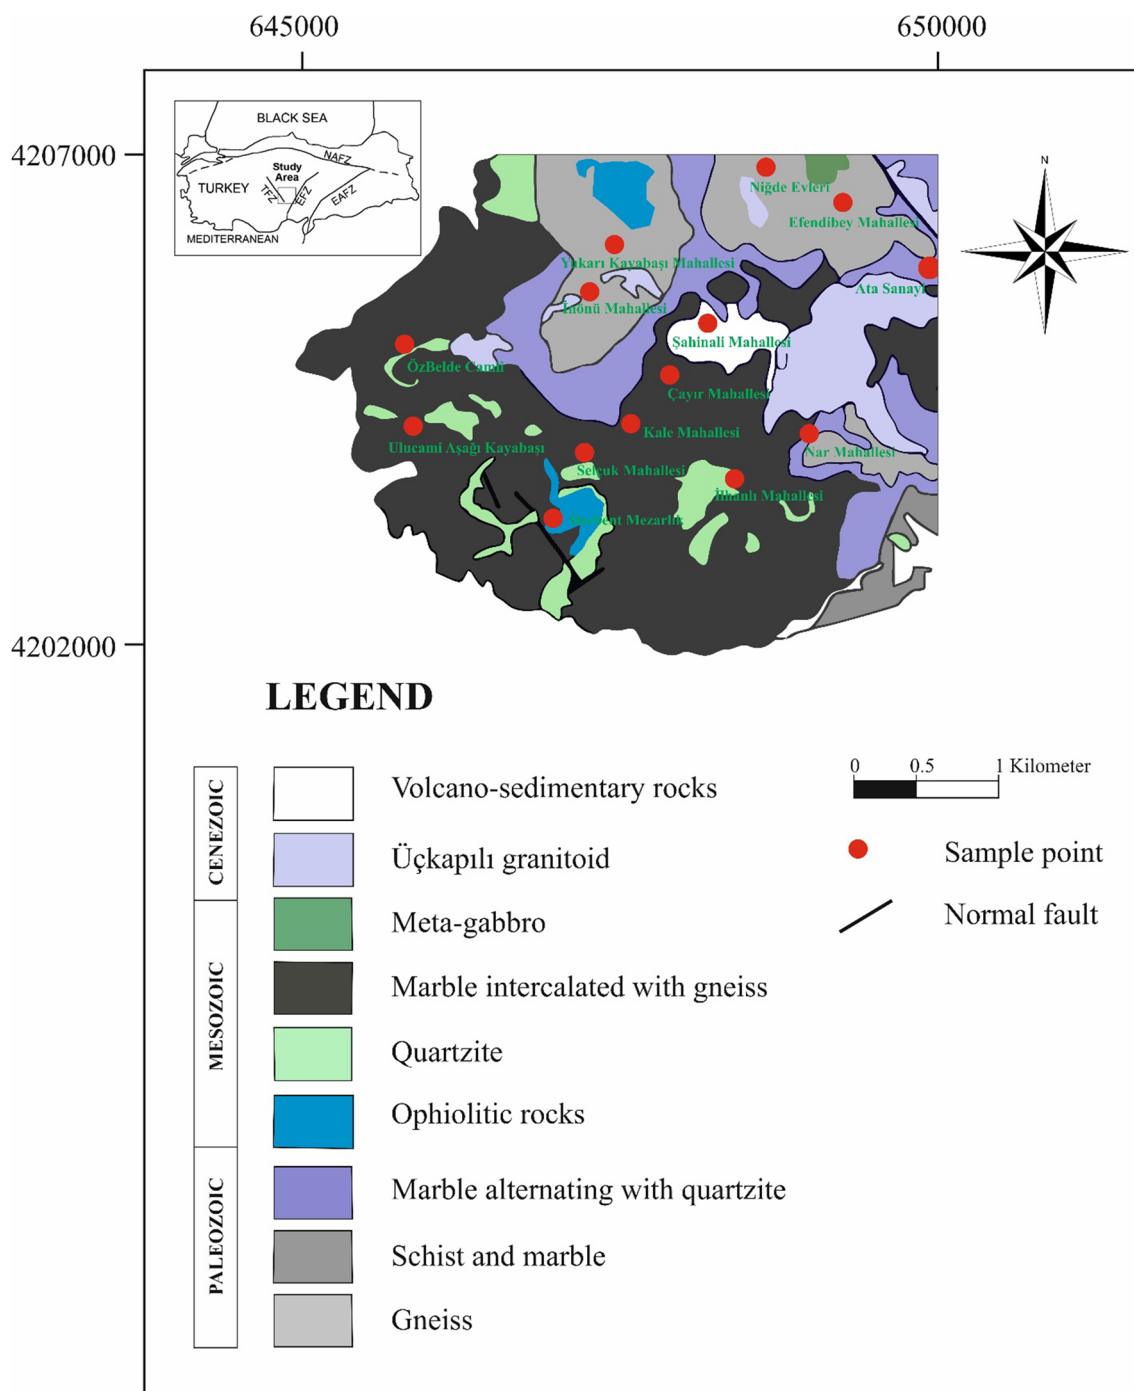 645000
650000
4207000
4202000
BLACK SEA
NAFZ
Study
Area
TURKEY
TFZ
EFZ
EAFZ
MEDITERRANEAN
N
Niğde Evleri
Efendibey Mahallesi
Yukarı Kayabaşı Mahallesi
Ata Sanayi
İnönü Mahallesi
Şahinali Mahallesi
ÖzBelde Camii
Çayır Mahallesi
Kale Mahallesi
Ulucami Aşağı Kayabaşı
Nar Mahallesi
Selçuk Mahallesi
İlhanlı Mahallesi
Mezarlık
LEGEND
CENEZOIC
Volcano-sedimentary rocks
Üçkapılı granitoid
MESOZOIC
Meta-gabbro
Marble intercalated with gneiss
Quartzite
Ophiolitic rocks
PALEOZOIC
Marble alternating with quartzite
Schist and marble
Gneiss
0 0.5 1 Kilometer
Sample point
Normal fault